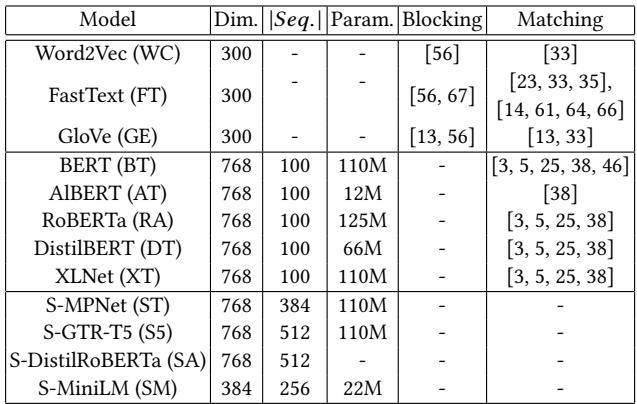 Model Dim. |Seq.| Param. Blocking Matching
Word2Vec (WC) 300 - - [56] [33]
FastText (FT) 300 - - [56, 67] [23, 33, 35],
[14, 61, 64, 66]
GloVe (GE) 300 - - [13, 56] [13, 33]
BERT (BT) 768 100 110M - [3, 5, 25, 38, 46]
AlBERT (AT) 768 100 12M - [38]
RoBERTa (RA) 768 100 125M - [3, 5, 25, 38]
DistilBERT (DT) 768 100 66M - [3, 5, 25, 38]
XLNet (XT) 768 100 110M - [3, 5, 25, 38]
S-MPNet (ST) 768 384 110M - -
S-GTR-T5 (S5) 768 512 110M - -
S-DistilRoBERTa (SA) 768 512 - - -
S-MiniLM (SM) 384 256 22M - -